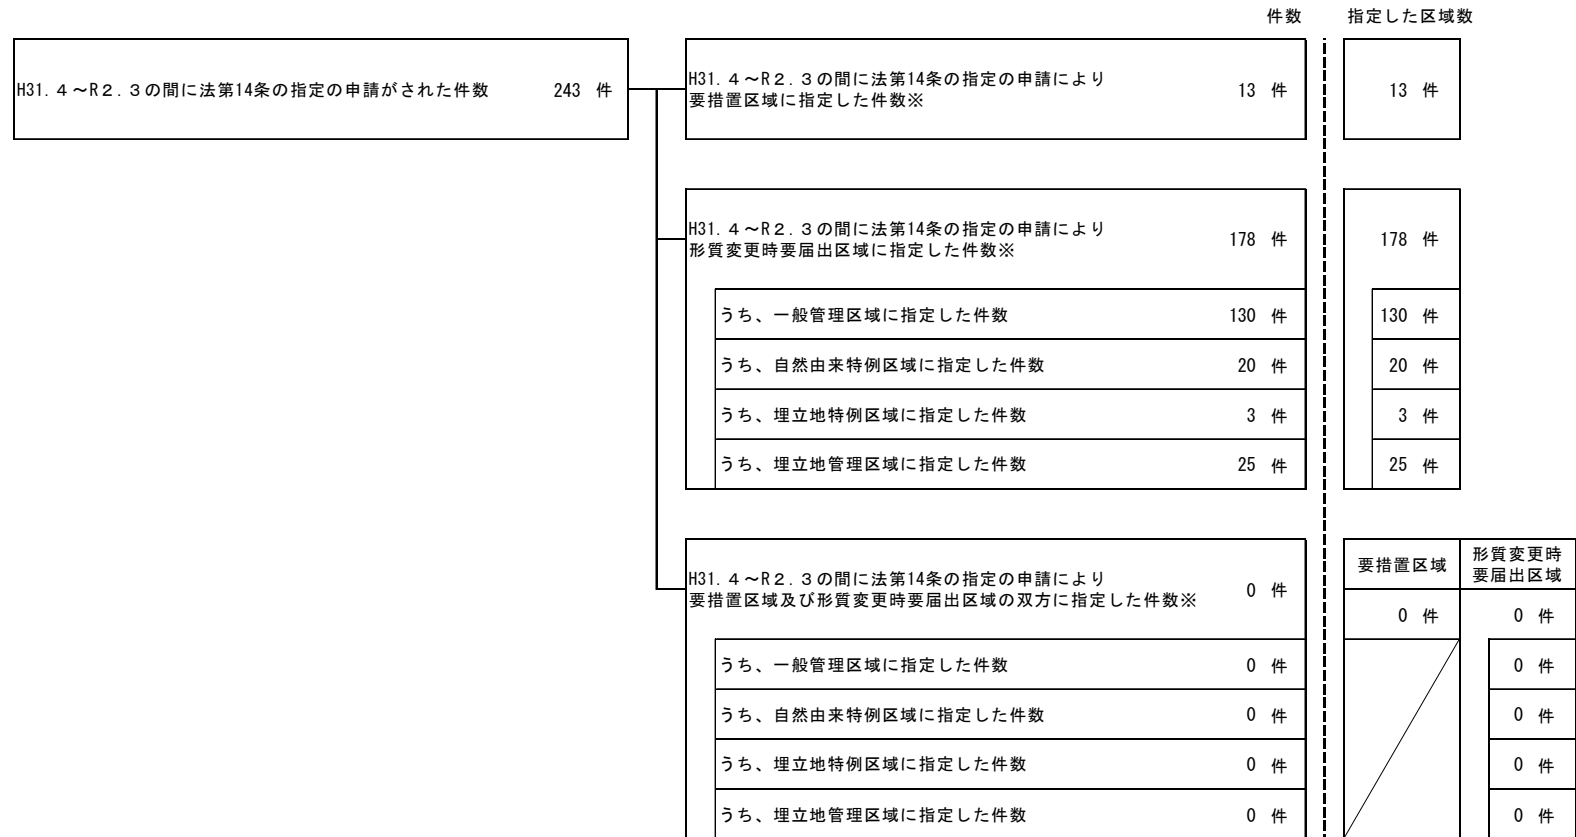 件数 指定した区域数
H31.４～R２.３の間に法第14条の指定の申請がされた件数 243 件
H31.４～R２.３の間に法第14条の指定の申請により
要措置区域に指定した件数※ 13 件 13 件
H31.４～R２.３の間に法第14条の指定の申請により
形質変更時要届出区域に指定した件数※ 178 件 178 件
うち、一般管理区域に指定した件数 130 件 130 件
うち、自然由来特例区域に指定した件数 20 件 20 件
うち、埋立地特例区域に指定した件数 3 件 3 件
うち、埋立地管理区域に指定した件数 25 件 25 件
H31.４～R２.３の間に法第14条の指定の申請により
要措置区域及び形質変更時要届出区域の双方に指定した件数※ 0 件
要措置区域 形質変更時
要届出区域
0 件 0 件
うち、一般管理区域に指定した件数 0 件 0 件
うち、自然由来特例区域に指定した件数 0 件 0 件
うち、埋立地特例区域に指定した件数 0 件 0 件
うち、埋立地管理区域に指定した件数 0 件 0 件